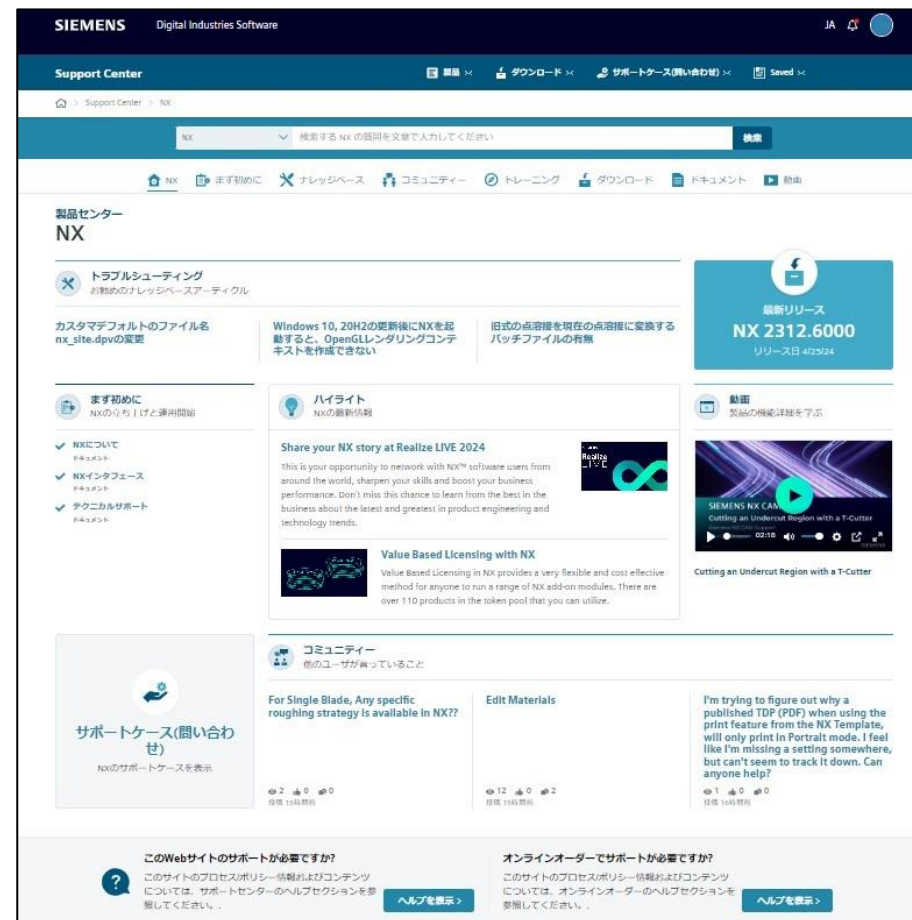 SIEMENS Digital Industries Software JA
Support Center 製品 ダウンロード サポートケース(問い合わせ) Saved
Support Center > NX
NX 検索する NX の質問を文章で入力してください 検索
NX まず初めに ナレッジベース コミュニティー トレーニング ダウンロード ドキュメント 動画
製品センター
NX
トラブルシューティング
お勧めのナレッジベースアーティクル
カスタマデフォルトのファイル名
nx_site.dpvの変更
Windows 10, 20H2の更新後にNXを起
動すると、OpenGLレンダリングコンテ
キストを作成できない
旧式の点溶接を現在の点溶接に変換する
バッチファイルの有無
最新リリース
NX 2312.6000
リリース日 4/25/24
まず初めに
NXの立ち上げと運用開始
NXについて
ドキュメント
NXインタフェース
ドキュメント
テクニカルサポート
ドキュメント
ハイライト
NXの最新情報
Share your NX story at Realize LIVE 2024
This is your opportunity to network with NX™ software users from
around the world, sharpen your skills and boost your business
performance. Don't miss this chance to learn from the best in the
business about the latest and greatest in product engineering and
technology trends.
Realize
LIVE
Value Based Licensing with NX
Value Based Licensing in NX provides a very flexible and cost effective
method for anyone to run a range of NX add-on modules. There are
over 110 products in the token pool that you can utilize.
動画
製品の機能詳細を学ぶ
SIEMENS NX CAM
Cutting an Undercut Region with a T-Cutter
Siemens NX CAM Support
02:18
SIEMENS
Cutting an Undercut Region with a T-Cutter
サポートケース(問い合わ
せ)
NXのサポートケースを表示
コミュニティー
他のユーザが言っていること
For Single Blade, Any specific
roughing strategy is available in NX??
2 0 0
投稿 15時間前
Edit Materials
12 0 2
投稿 15時間前
I'm trying to figure out why a
published TDP (PDF) when using the
print feature from the NX Template,
will only print in Portrait mode. I feel
like I'm missing a setting somewhere,
but can't seem to track it down. Can
anyone help?
1 0 0
投稿 16時間前
このWebサイトのサポートが必要ですか?
このサイトのプロセス/ポリシー情報およびコンテンツ
については、サポートセンターのヘルプセクションを参
照してください。.
ヘルプを表示 >
オンラインオーダーでサポートが必要ですか?
このサイトのプロセス/ポリシー情報およびコンテンツ
については、オンラインオーダーのヘルプセクションを
参照してください。.
ヘルプを表示 >